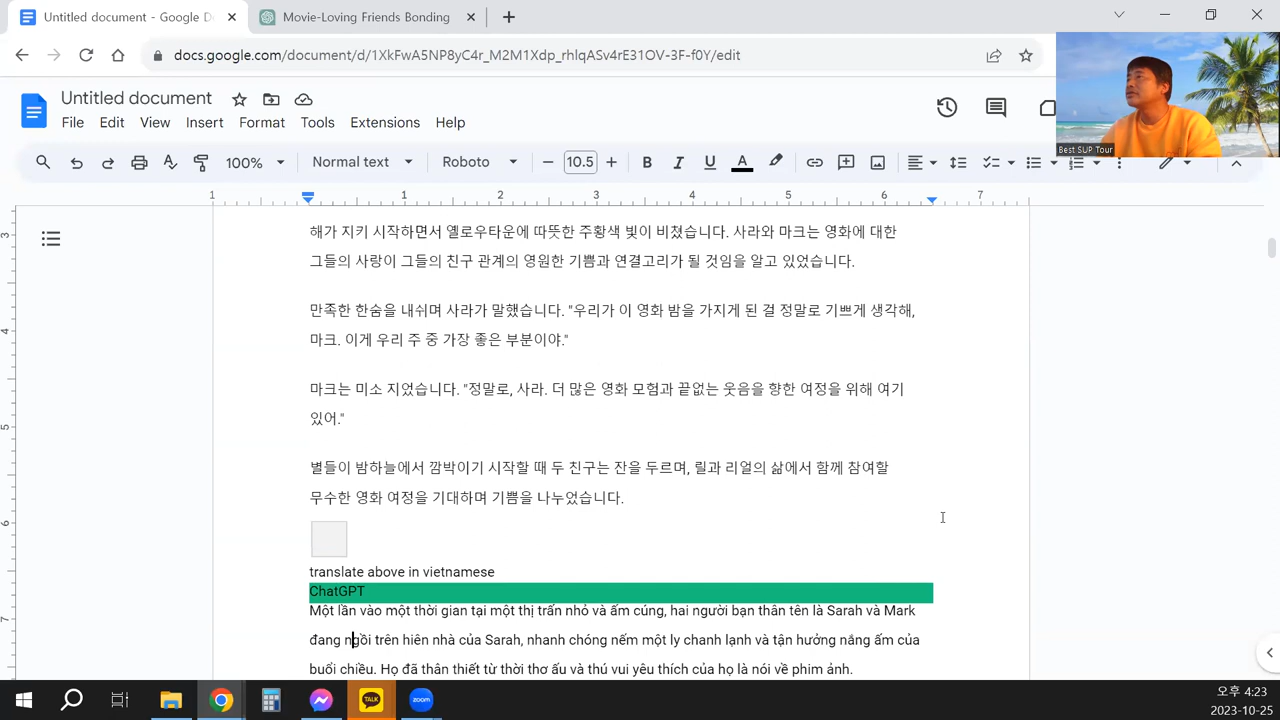 Untitled document - Google D
Movie-Loving Friends Bonding
docs.google.com/document/d/1XkFwA5NP8yC4r_M2M1Xdp_rhlqASv4rE31OV-3F-f0Y/edit
Untitled document
File Edit View Insert Format Tools Extensions Help
100% Normal text Roboto 10.5 B I U A
Best SUP Tour
1 1 2 3 4 5 6 7
해가 지키 시작하면서 옐로우타운에 따뜻한 주황색 빛이 비쳤습니다. 사라와 마크는 영화에 대한
그들의 사랑이 그들의 친구 관계의 영원한 기쁨과 연결고리가 될 것임을 알고 있었습니다.
만족한 한숨을 내쉬며 사라가 말했습니다. "우리가 이 영화 밤을 가지게 된 걸 정말로 기쁘게 생각해,
마크. 이게 우리 주 중 가장 좋은 부분이야."
마크는 미소 지었습니다. "정말로, 사라. 더 많은 영화 모험과 끝없는 웃음을 향한 여정을 위해 여기
있어."
별들이 밤하늘에서 깜박이기 시작할 때 두 친구는 잔을 두르며, 릴과 리얼의 삶에서 함께 참여할
무수한 영화 여정을 기대하며 기쁨을 나누었습니다.
translate above in vietnamese
ChatGPT
Một lần vào một thời gian tại một thị trấn nhỏ và ấm cúng, hai người bạn thân tên là Sarah và Mark
đang ngồi trên hiên nhà của Sarah, nhanh chóng nếm một ly chanh lạnh và tận hưởng nắng ấm của
buổi chiều. Họ đã thân thiết từ thời thơ ấu và thú vui yêu thích của họ là nói về phim ảnh.
3
4
5
6
7
TALK
zoom
오후 4:23
2023-10-25